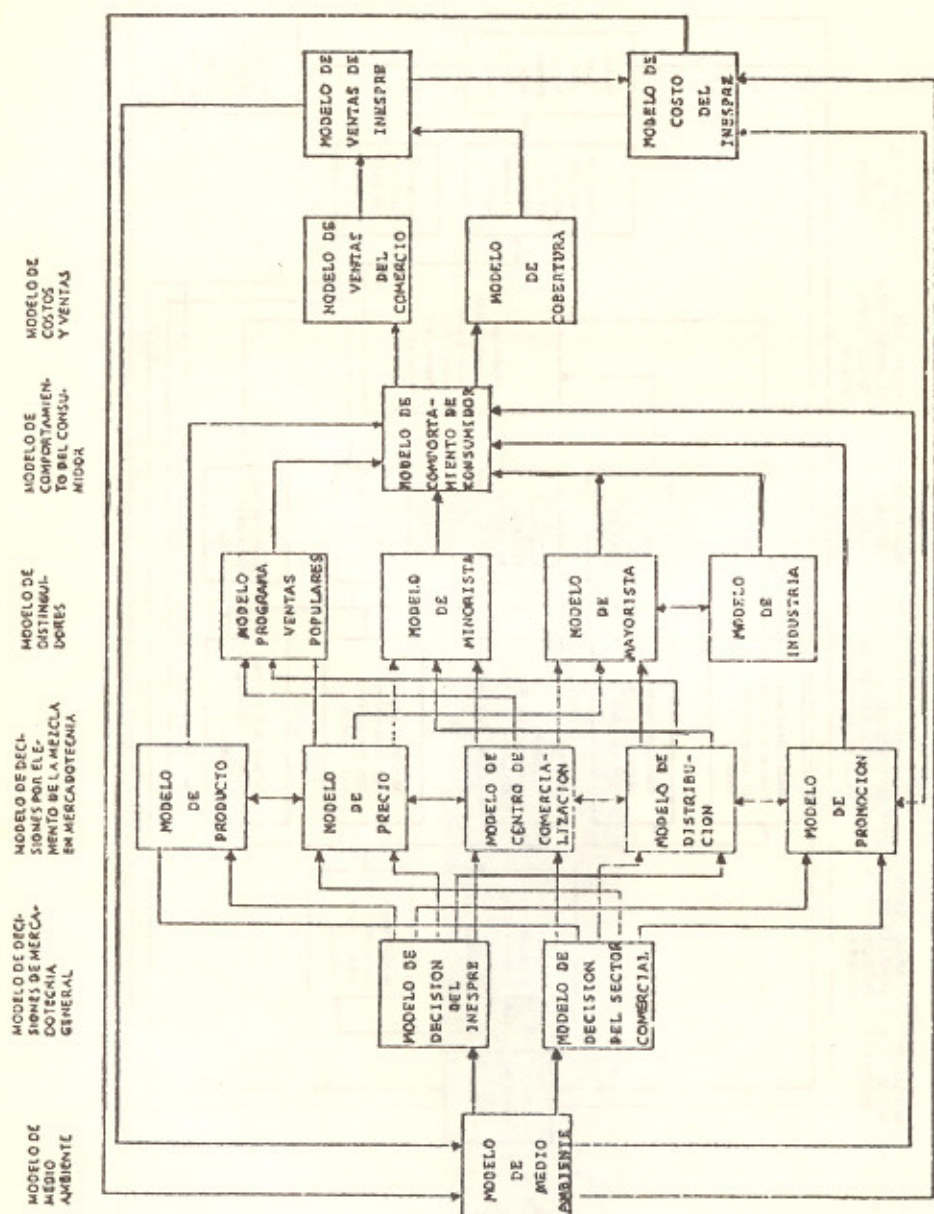 MODELO DE
MEDIO
AMBIENTE
MODELO DE DECI-
SIONES DE MERCA-
DOTECNIA
GENERAL
MODELO DE DECI-
SIONES POR ELE-
MENTO DE LA MEZCLA
EN MERCADOTECNIA
MODELO DE
DISTINGUI-
DORES
MODELO DE
COMPORTAMIEN-
TO DEL CONSU-
MIDOR
MODELO DE
COSTOS
Y VENTAS
MODELO
DE
MEDIO
AMBIENTE
MODELO DE
DECISION
DEL
INESPRE
MODELO DE
DECISION
DEL SECTOR
COMERCIAL
MODELO
DE
PRODUCTO
MODELO
DE
PRECIO
MODELO DE
CENTRO DE
COMERCIA-
LIZACION
MODELO DE
DISTRIBU-
CION
MODELO
DE
PROMOCION
MODELO
PROGRAMA
VENTAS
POPULARES
MODELO
DE
MINORISTA
MODELO
DE
MAYORISTA
MODELO
DE
INDUSTRIA
MODELO DE
COMPORTA-
MIENTO DE
CONSUMIDOR
MODELO DE
VENTAS
DEL
COMERCIO
MODELO
DE
COBERTURA
MODELO DE
VENTAS DE
INESPRE
MODELO DE
COSTO
DEL
INESPRE